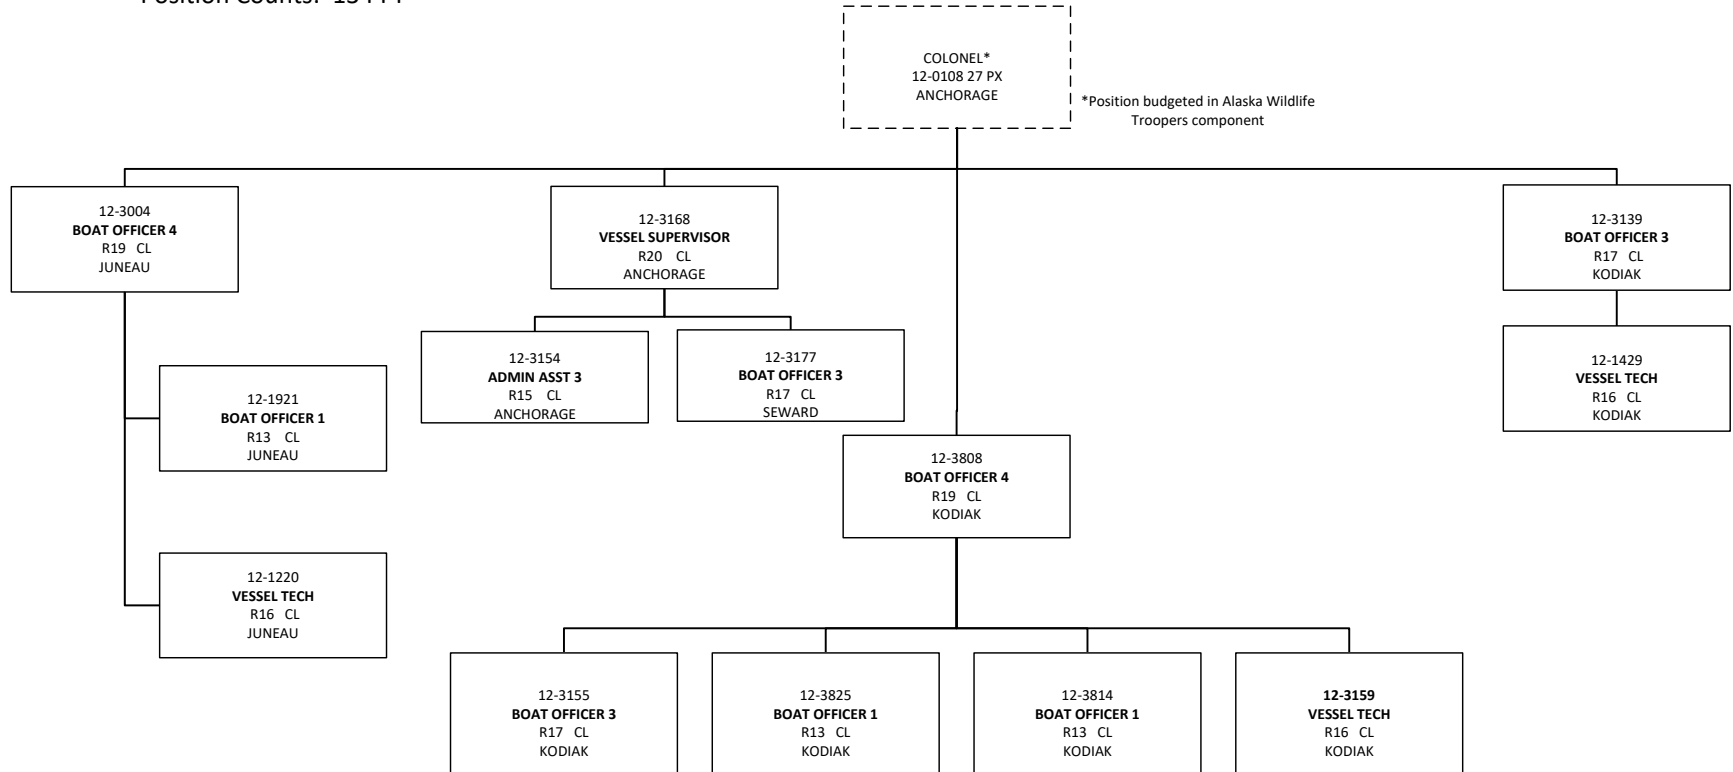 Position Counts: 13 PFT
COLONEL*
12-0108 27 PX
ANCHORAGE
*Position budgeted in Alaska Wildlife
Troopers component
12-3004
BOAT OFFICER 4
R19 CL
JUNEAU
12-3168
VESSEL SUPERVISOR
R20 CL
ANCHORAGE
12-3139
BOAT OFFICER 3
R17 CL
KODIAK
12-3154
ADMIN ASST 3
R15 CL
ANCHORAGE
12-3177
BOAT OFFICER 3
R17 CL
SEWARD
12-1429
VESSEL TECH
R16 CL
KODIAK
12-1921
BOAT OFFICER 1
R13 CL
JUNEAU
12-3808
BOAT OFFICER 4
R19 CL
KODIAK
12-1220
VESSEL TECH
R16 CL
JUNEAU
12-3155
BOAT OFFICER 3
R17 CL
KODIAK
12-3825
BOAT OFFICER 1
R13 CL
KODIAK
12-3814
BOAT OFFICER 1
R13 CL
KODIAK
12-3159
VESSEL TECH
R16 CL
KODIAK